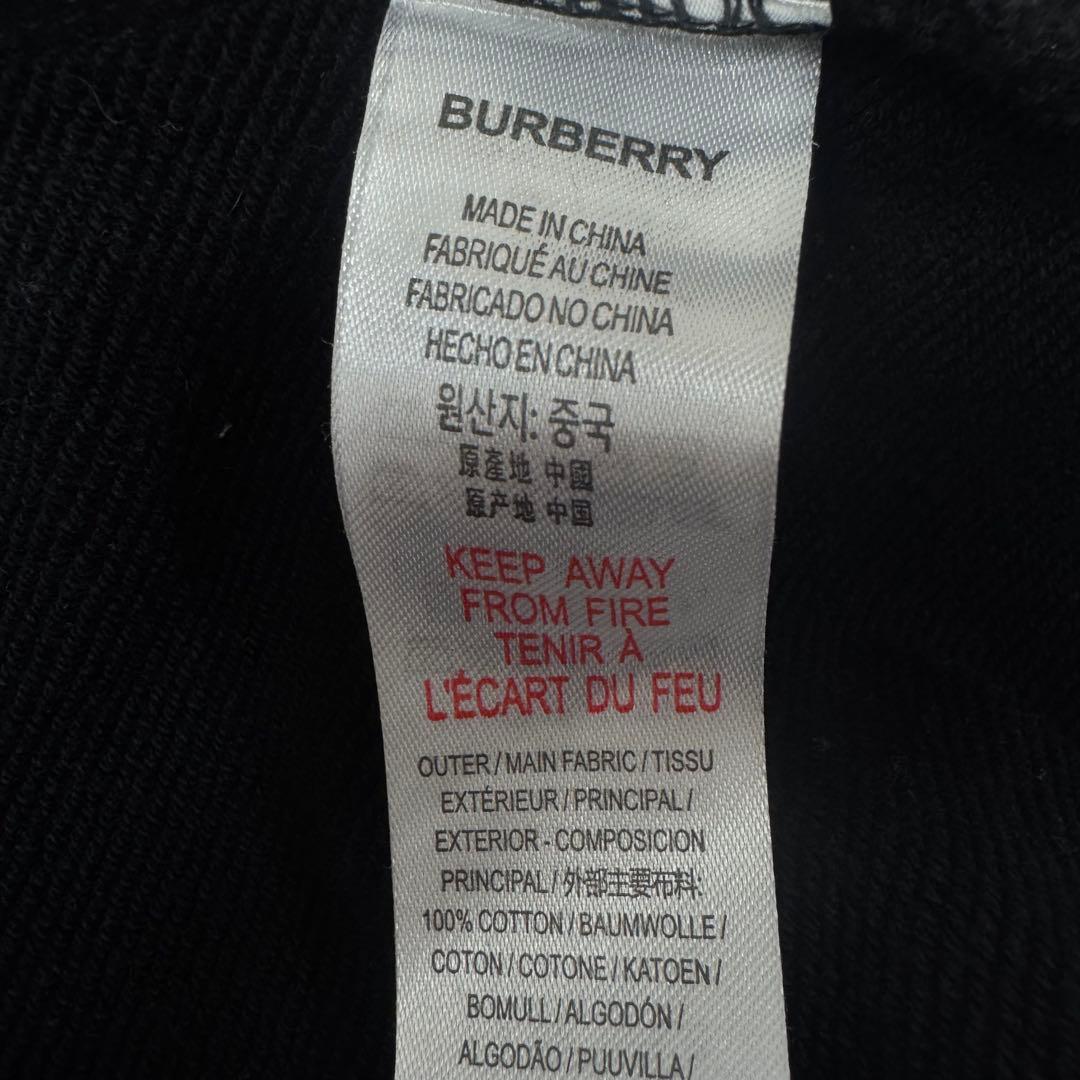 BURBERRY
MADE IN CHINA
FABRIQUÉ AU CHINE
FABRICADO NO CHINA
HECHO EN CHINA
원산지: 중국
原產地 中國
原产地 中国
KEEP AWAY
FROM FIRE
TENIR À
L'ÉCART DU FEU
OUTER / MAIN FABRIC / TISSU
EXTÉRIEUR / PRINCIPAL /
EXTERIOR - COMPOSICION
PRINCIPAL / 外部主要布料:
100% COTTON / BAUMWOLLE /
COTON / COTONE / KATOEN /
BOMULL / ALGODÓN /
ALGODÃO / PUUVILLA /